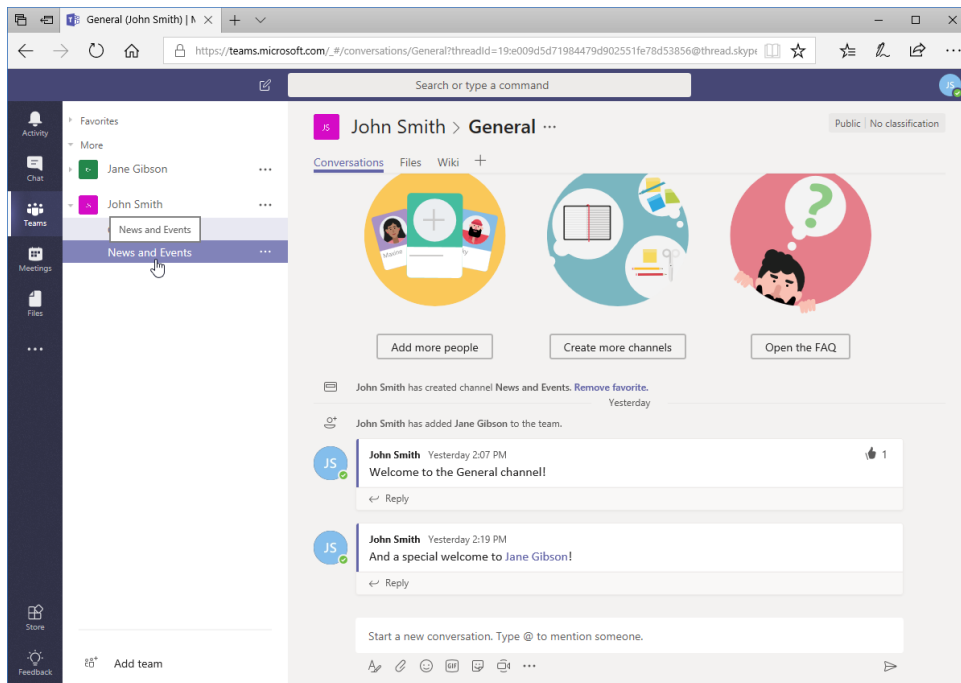 General (John Smith) | M
https://teams.microsoft.com/_#/conversations/General?threadId=19:e009d5d71984479d902551fe78d53856@thread.skype
Search or type a command
JS
Activity
Chat
Teams
Meetings
Files
Store
Feedback
Favorites
More
Jane Gibson
JS John Smith
News and Events
News and Events
Add team
JS John Smith > General
Public | No classification
Conversations Files Wiki
Maxine
Add more people
Create more channels
Open the FAQ
John Smith has created channel News and Events. Remove favorite.
Yesterday
John Smith has added Jane Gibson to the team.
JS
John Smith Yesterday 2:07 PM
1
Welcome to the General channel!
Reply
JS
John Smith Yesterday 2:19 PM
And a special welcome to Jane Gibson!
Reply
Start a new conversation. Type @ to mention someone.
GIF